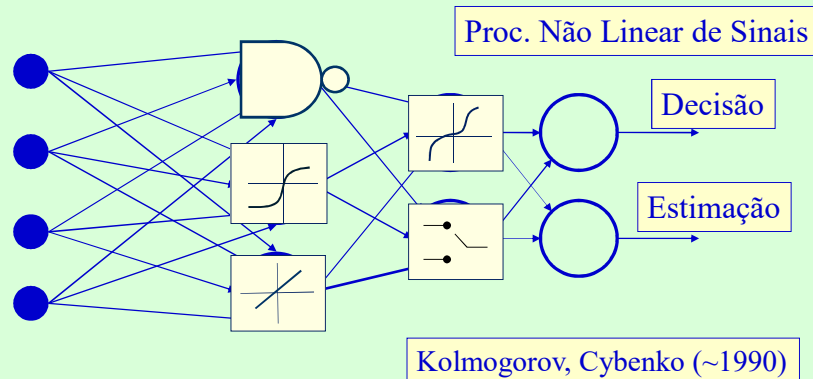 Proc. Não Linear de Sinais
Decisão
Estimação
Kolmogorov, Cybenko (~1990)